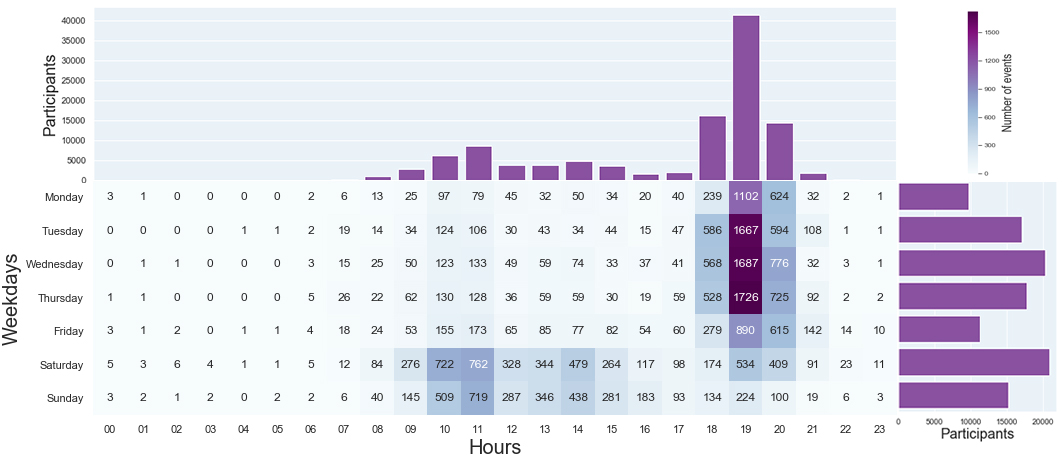 40000
35000
30000
25000
20000
15000
10000
5000
0
Participants
1500
1200
900
600
300
0
Number of events
Weekdays
Monday 3 1 0 0 0 0 2 6 13 25 97 79 45 32 50 34 20 40 239 1102 624 32 2 1
Tuesday 0 0 0 0 1 1 2 19 14 34 124 106 30 43 34 44 15 47 586 1667 594 108 1 1
Wednesday 0 1 1 0 0 0 3 15 25 50 123 133 49 59 74 33 37 41 568 1687 776 32 3 1
Thursday 1 1 0 0 0 0 5 26 22 62 130 128 36 59 59 30 19 59 528 1726 725 92 2 2
Friday 3 1 2 0 1 1 4 18 24 53 155 173 65 85 77 82 54 60 279 890 615 142 14 10
Saturday 5 3 6 4 1 1 5 12 84 276 722 762 328 344 479 264 117 98 174 534 409 91 23 11
Sunday 3 2 1 2 0 2 2 6 40 145 509 719 287 346 438 281 183 93 134 224 100 19 6 3
00 01 02 03 04 05 06 07 08 09 10 11 12 13 14 15 16 17 18 19 20 21 22 23
Hours
0 5000 10000 15000 20000
Participants